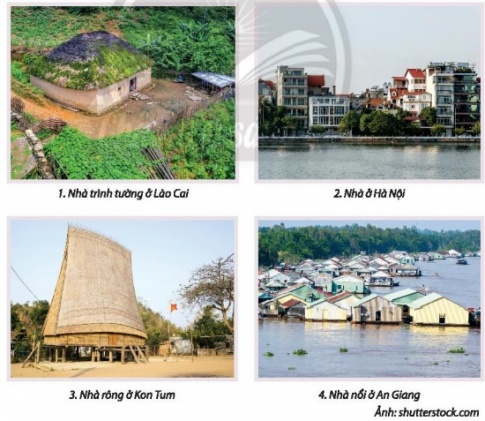 1. Nhà trình tường ở Lào Cai
2. Nhà ở Hà Nội
3. Nhà rông ở Kon Tum
4. Nhà nổi ở An Giang
Ảnh: shutterstock.com